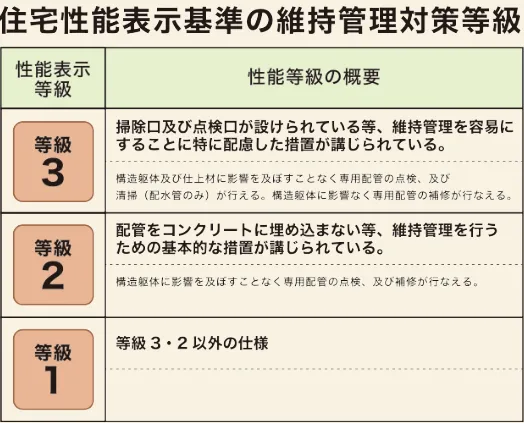 住宅性能表示基準の維持管理対策等級
性能表示
等級
性能等級の概要
等級
3
掃除口及び点検口が設けられている等、維持管理を容易に
することに特に配慮した措置が講じられている。
構造躯体及び仕上材に影響を及ぼすことなく専用配管の点検、及び
清掃（配水管のみ）が行える。構造躯体に影響なく専用配管の補修が行なえる。
等級
2
配管をコンクリートに埋め込まない等、維持管理を行う
ための基本的な措置が講じられている。
構造躯体に影響を及ぼすことなく専用配管の点検、及び補修が行なえる。
等級
1
等級 3・2 以外の仕様